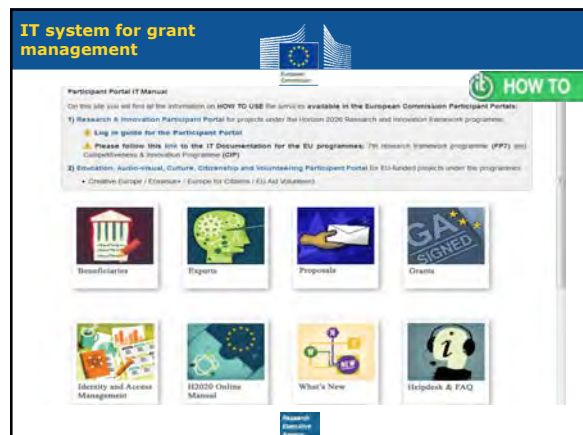 IT system for grant
management
European
Commission
it HOW TO
Participant Portal IT Manual
On this site you will find all the information on HOW TO USE the services available in the European Commission Participant Portals:
1) Research & Innovation Participant Portal for projects under the Horizon 2020 Research and Innovation framework programme.
Log in guide for the Participant Portal
Please follow this link to the IT Documentation for the EU programmes: 7th research framework programme (FP7) and
Competitiveness & Innovation Programme (CIP)
2) Education, Audio-visual, Culture, Citizenship and Volunteering Participant Portal for EU-funded projects under the programmes:
• Creative Europe / Erasmus+ / Europe for Citizens / EU Aid Volunteers
GA
SIGNED
Beneficiaries
Experts
Proposals
Grants
N
NEW
i
Identity and Access
Management
H2020 Online
Manual
What's New
Helpdesk & FAQ
Research
Executive